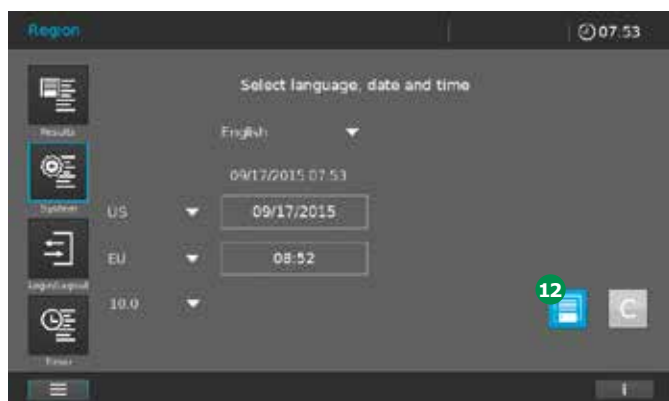 Region
07.53
Select language, date and time
Results
English
09/17/2015 07.53
System
US
09/17/2015
EU
08:52
Login/Logout
10.0
12
C
Timer
i